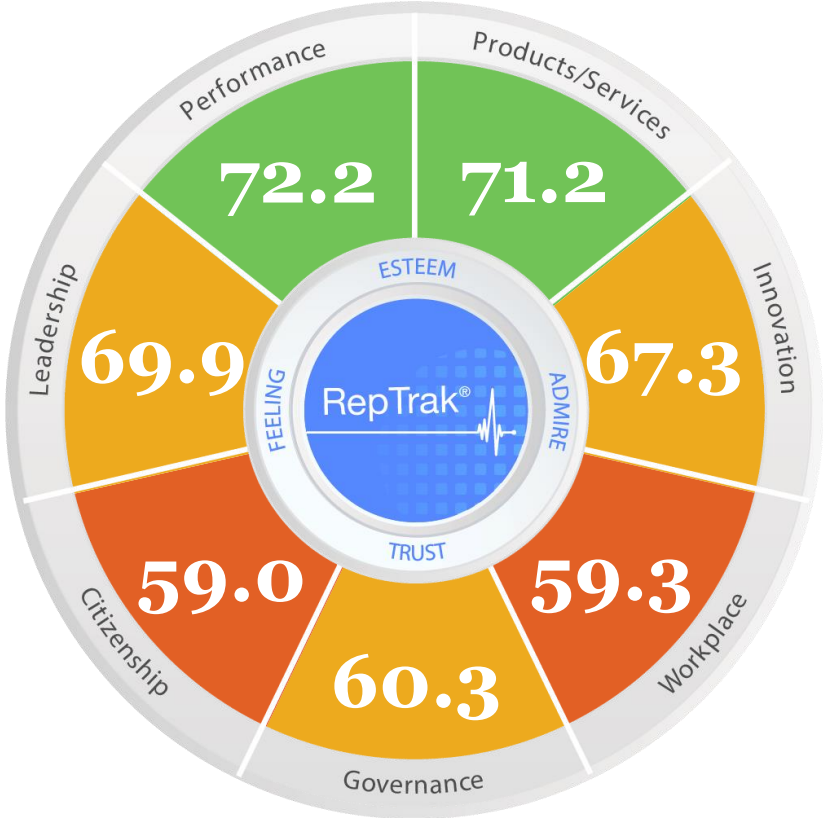 Performance
Products/Services
72.2
71.2
Leadership
Innovation
69.9
67.3
ESTEEM
FEELING
ADMIRE
TRUST
RepTrak®
59.0
59.3
Citizenship
Workplace
60.3
Governance